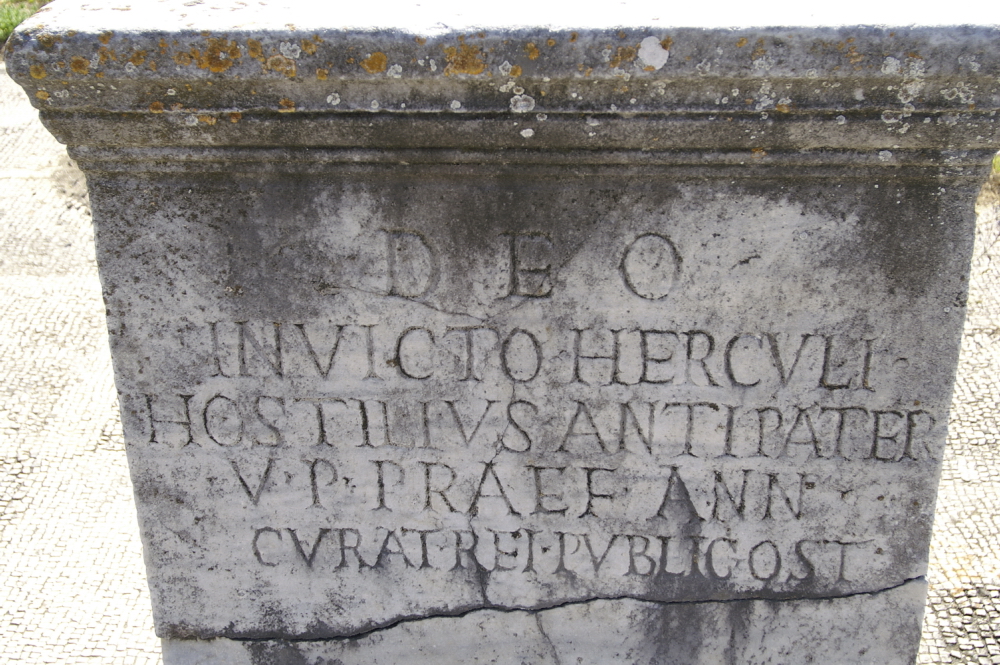 DEO
INVICTO HERCVLI
HOSTILIVS ANTIPATER
V·P·PRAEF·ANN
CVRAT·REI·PVBLIC·OST